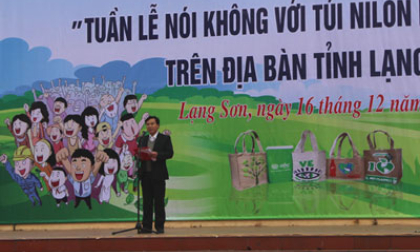 "TUẦN LỄ NÓI KHÔNG VỚI TÚI NILON
TRÊN ĐỊA BÀN TỈNH LẠNG
Lạng Sơn, ngày 16 tháng 12 năm